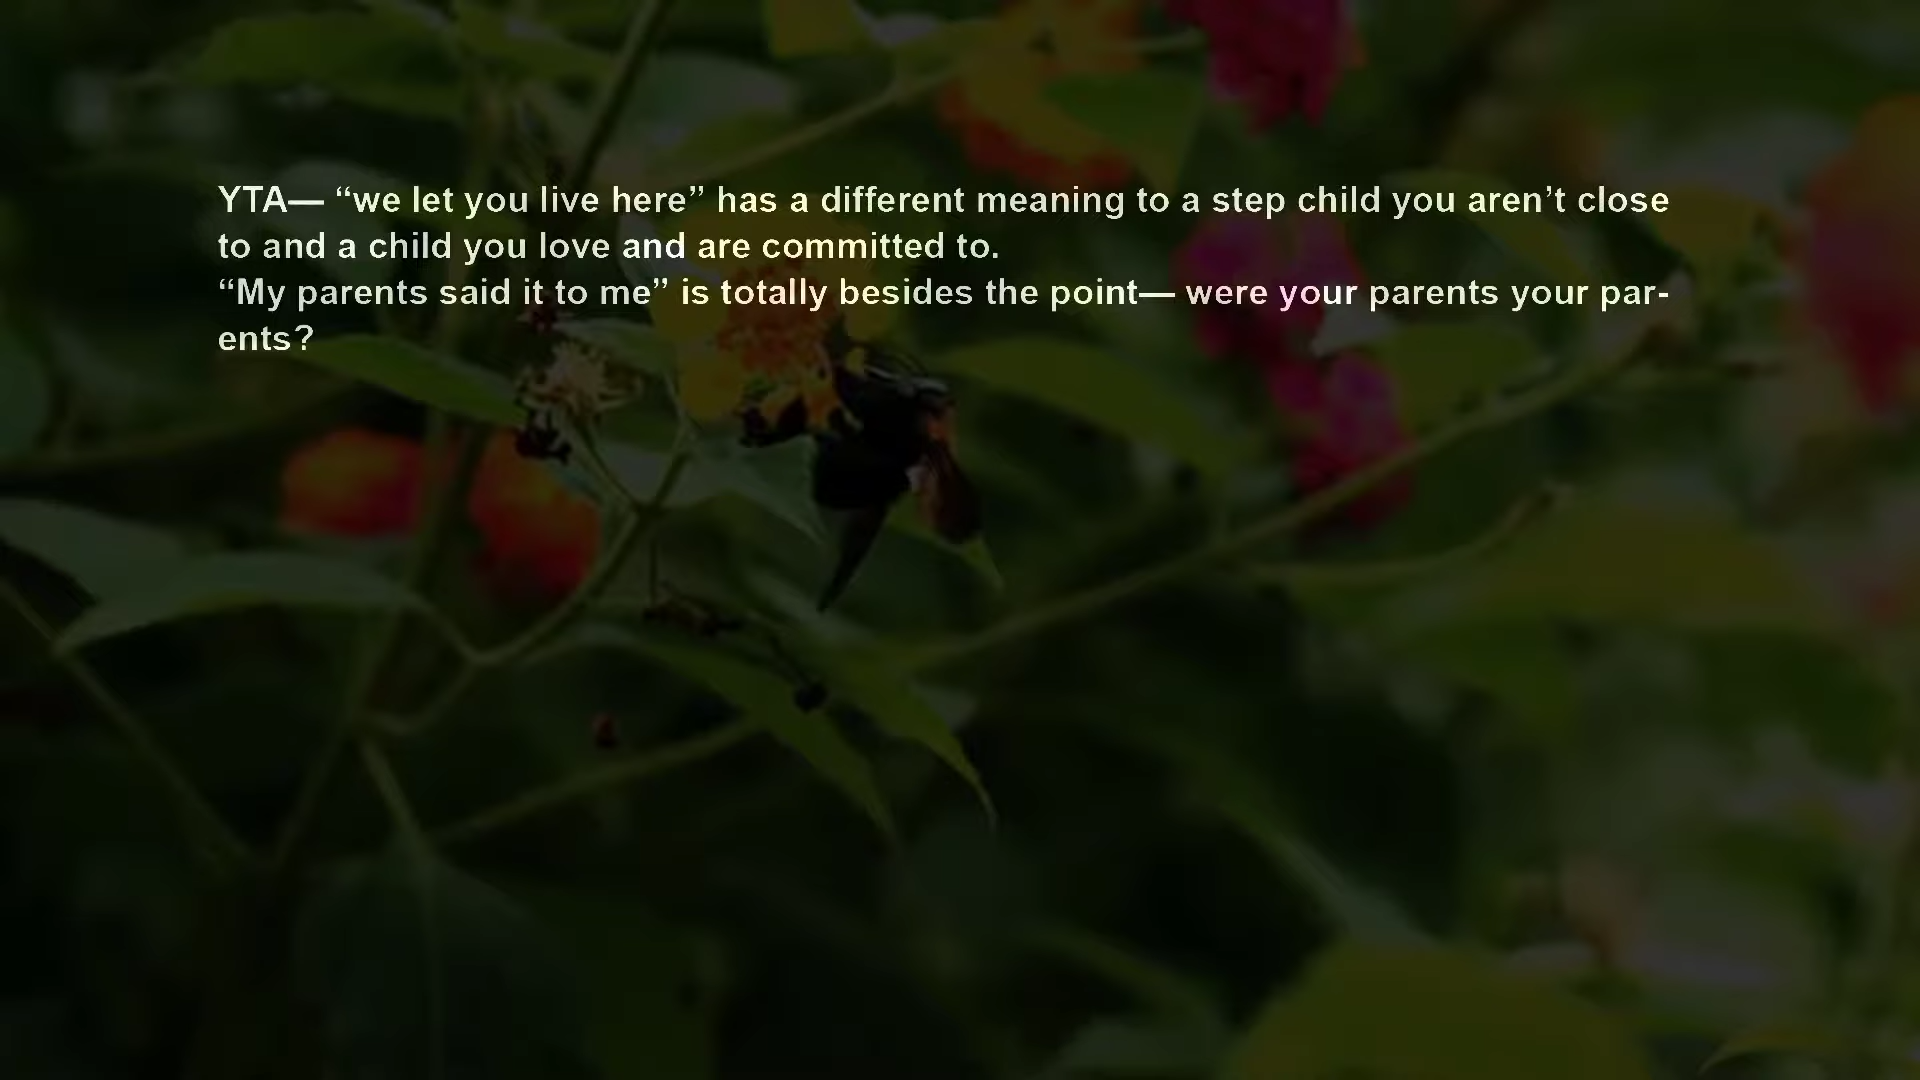 YTA— “we let you live here” has a different meaning to a step child you aren’t close
to and a child you love and are committed to.
“My parents said it to me” is totally besides the point— were your parents your par-
ents?